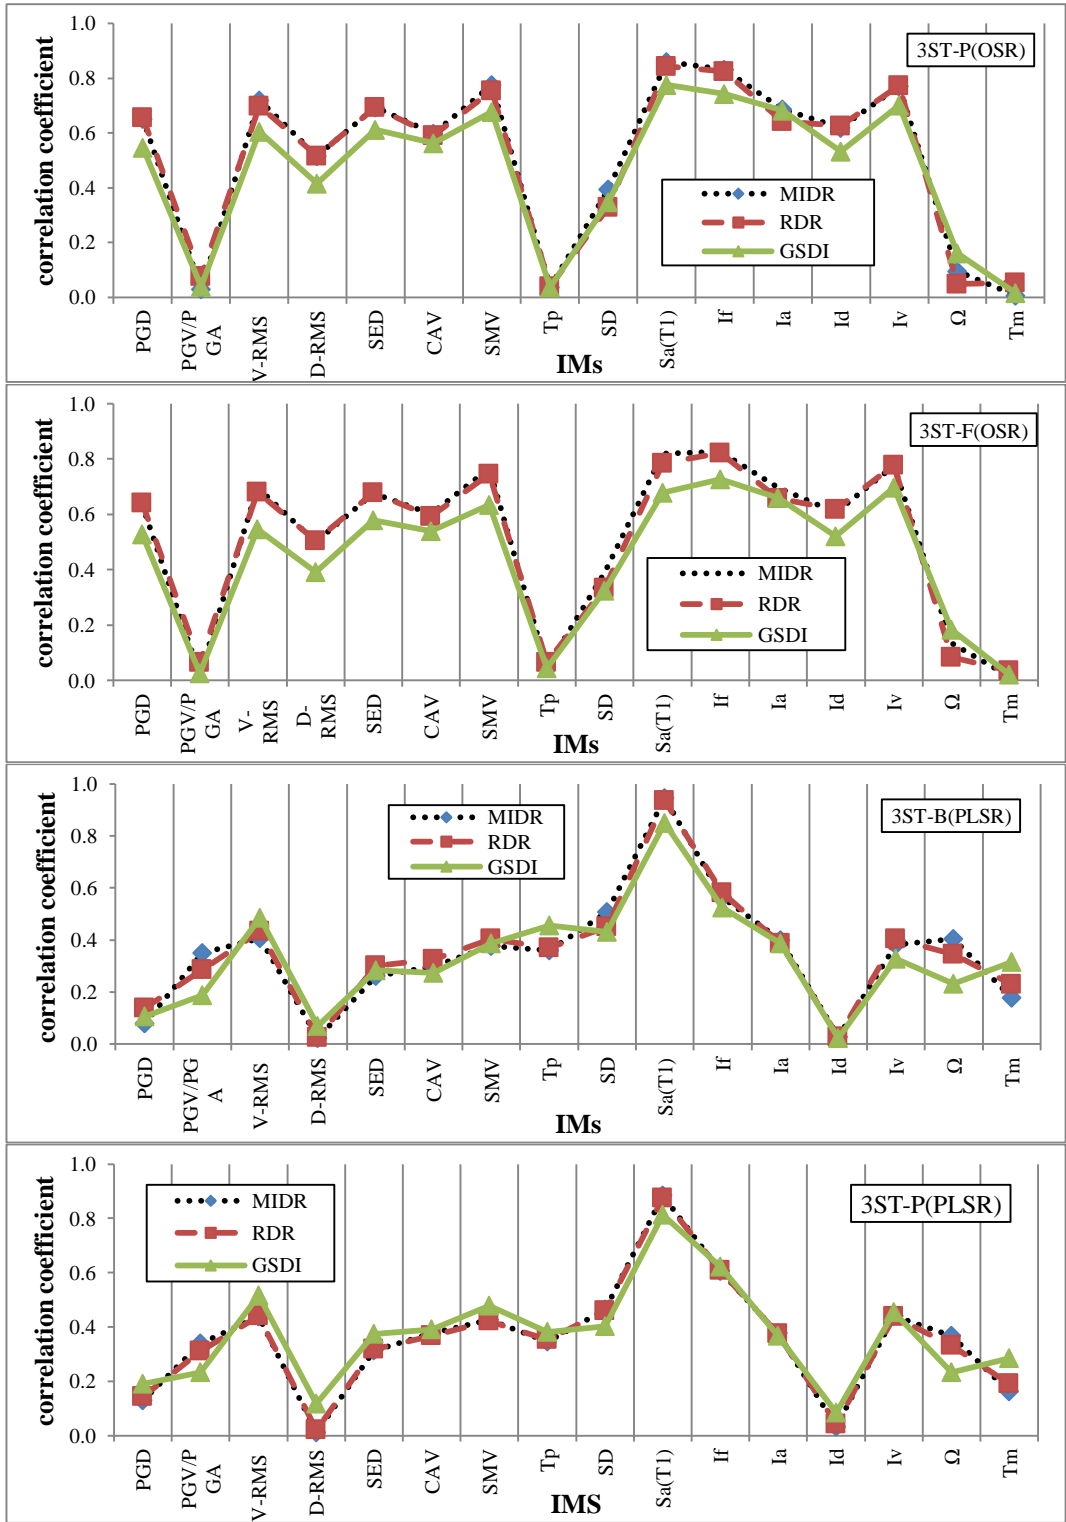 3ST-P(OSR)
correlation coefficient
1.0
0.8
0.6
0.4
0.2
0.0
MIDR
RDR
GSDI
PGD
PGV/P
GA
V-RMS
D-RMS
SED
CAV
SMV
Tp
SD
Sa(T1)
If
Ia
Id
Iv
Ω
Tm
IMs
3ST-F(OSR)
correlation coefficient
1.0
0.8
0.6
0.4
0.2
0.0
MIDR
RDR
GSDI
PGD
PGV/P
GA
V-
RMS
D-
RMS
SED
CAV
SMV
Tp
SD
Sa(T1)
If
Ia
Id
Iv
Ω
Tm
IMs
3ST-B(PLSR)
correlation coefficient
1.0
0.8
0.6
0.4
0.2
0.0
MIDR
RDR
GSDI
PGD
PGV/PG
A
V-RMS
D-RMS
SED
CAV
SMV
Tp
SD
Sa(T1)
If
Ia
Id
Iv
Ω
Tm
IMs
3ST-P(PLSR)
correlation coefficient
1.0
0.8
0.6
0.4
0.2
0.0
MIDR
RDR
GSDI
PGD
PGV/P
GA
V-RMS
D-RMS
SED
CAV
SMV
Tp
SD
Sa(T1)
If
Ia
Id
Iv
Ω
Tm
IMS